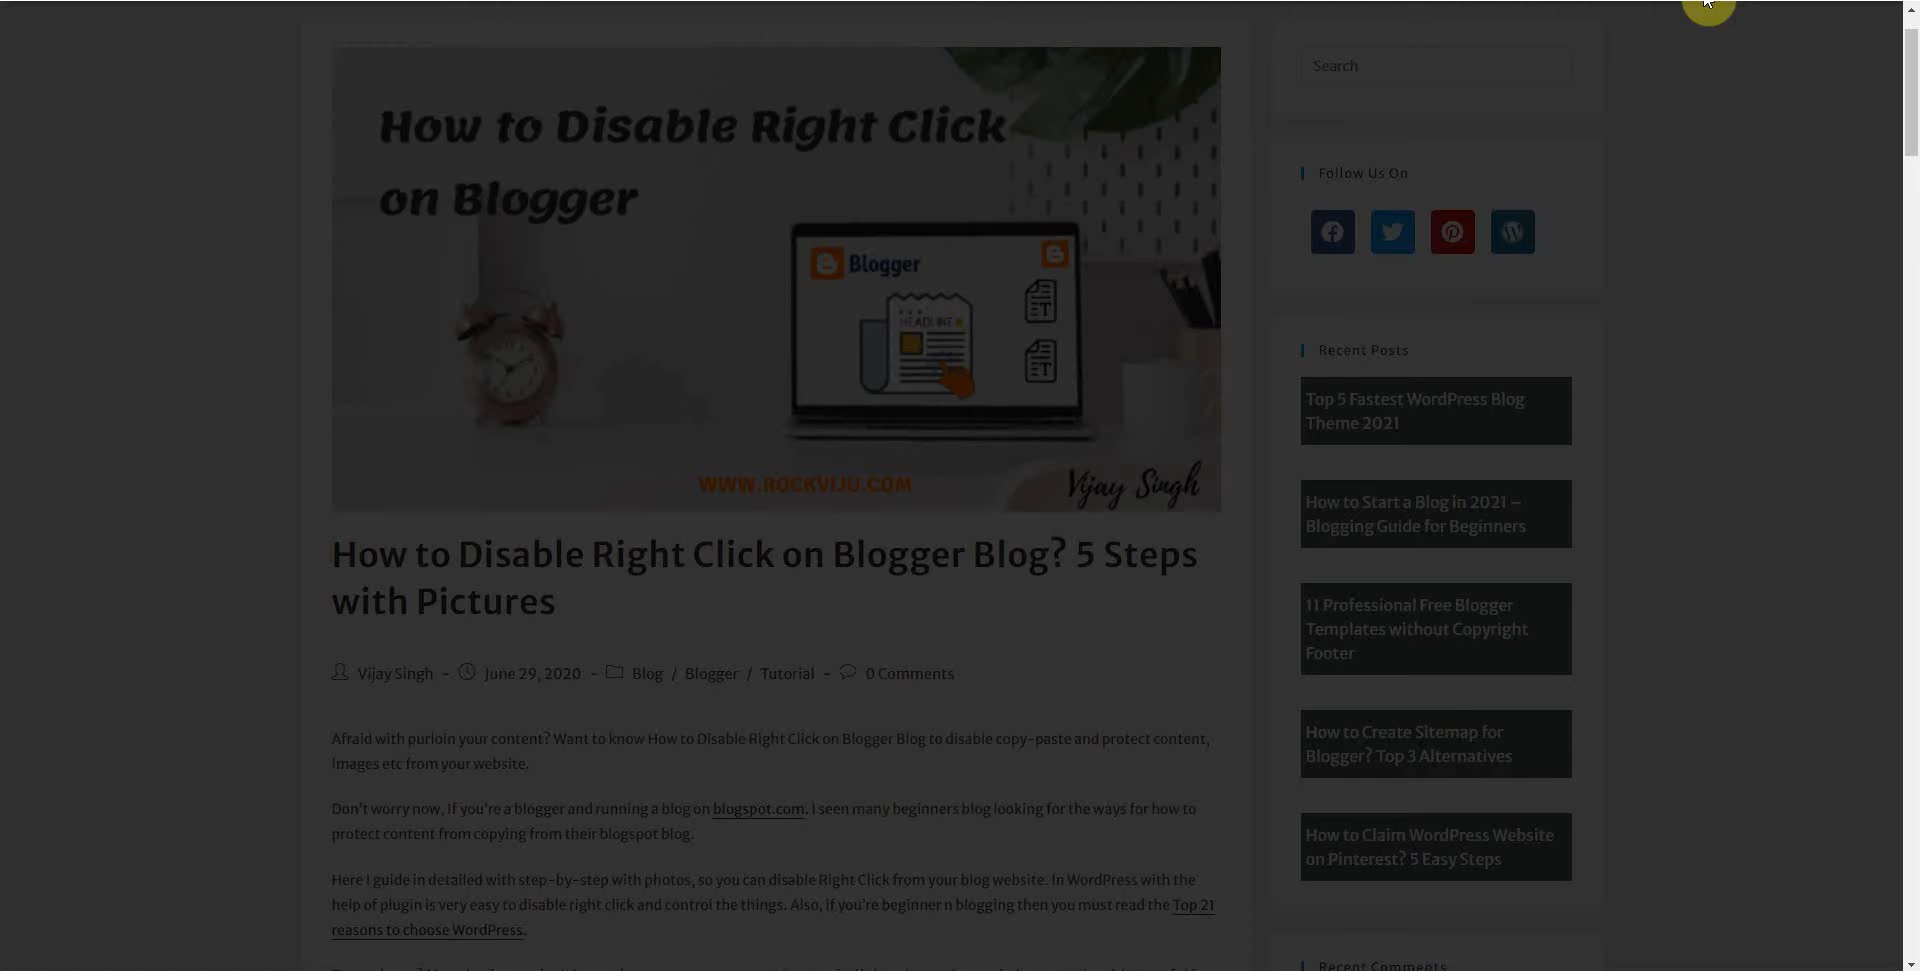 How to Disable Right Click
on Blogger
Blogger
HEADLINE
WWW.ROCKVIJU.COM
Vijay Singh
How to Disable Right Click on Blogger Blog? 5 Steps
with Pictures
Vijay Singh - June 29, 2020 - Blog / Blogger / Tutorial - 0 Comments
Afraid with purloin your content? Want to know How to Disable Right Click on Blogger Blog to disable copy-paste and protect content,
Images etc from your website.
Don't worry now, If you're a blogger and running a blog on blogspot.com. I seen many beginners blog looking for the ways for how to
protect content from copying from their blogspot blog.
Here I guide in detailed with step-by-step with photos, so you can disable Right Click from your blog website. In WordPress with the
help of plugin is very easy to disable right click and control the things. Also, if you're beginner n blogging then you must read the Top 21
reasons to choose WordPress.
Search
Follow Us On
Recent Posts
Top 5 Fastest WordPress Blog
Theme 2021
How to Start a Blog in 2021 –
Blogging Guide for Beginners
11 Professional Free Blogger
Templates without Copyright
Footer
How to Create Sitemap for
Blogger? Top 3 Alternatives
How to Claim WordPress Website
on Pinterest? 5 Easy Steps
Recent Comments